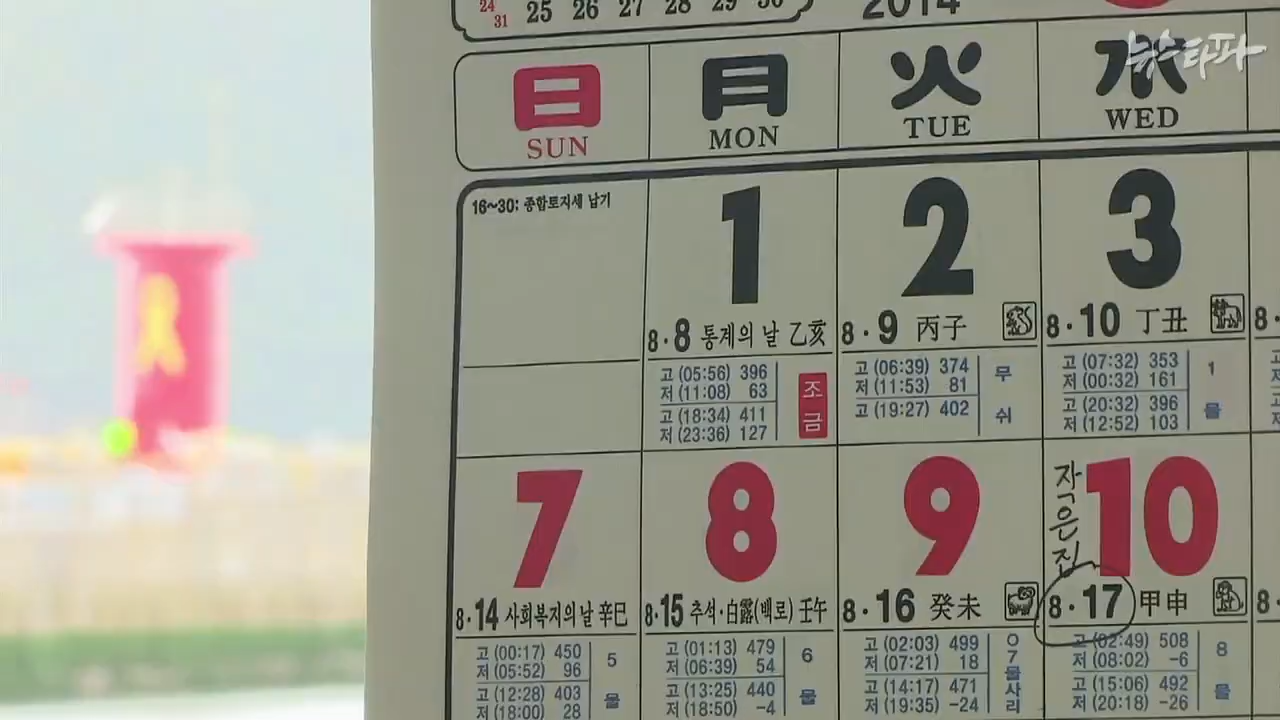 24 25 26 27 28 29 30
31
2014
뉴스타파
日 月 火 水
SUN MON TUE WED
16~30: 종합토지세 납기
1
8·8 통계의 날 乙亥
고 (05:56) 396
저 (11:08) 63
고 (18:34) 411
저 (23:36) 127
조금
2
8·9 丙子
고 (06:39) 374
저 (11:53) 81
고 (19:27) 402
무쉬
3
8·10 丁丑
고 (07:32) 353
저 (00:32) 161
고 (20:32) 396
저 (12:52) 103
1물
8·
7
8·14 사회복지의날 辛巳
고 (00:17) 450
저 (05:52) 96
고 (12:28) 403
저 (18:00) 28
5물
8
8·15 추석·白露(백로) 壬午
고 (01:13) 479
저 (06:39) 54
고 (13:25) 440
저 (18:50) -4
6물
9
8·16 癸未
고 (02:03) 499
저 (07:21) 18
고 (14:17) 471
저 (19:35) -24
○7물사리
작은집
10
8·17 甲申
고 (02:49) 508
저 (08:02) -6
고 (15:06) 492
저 (20:18) -26
8물
8·